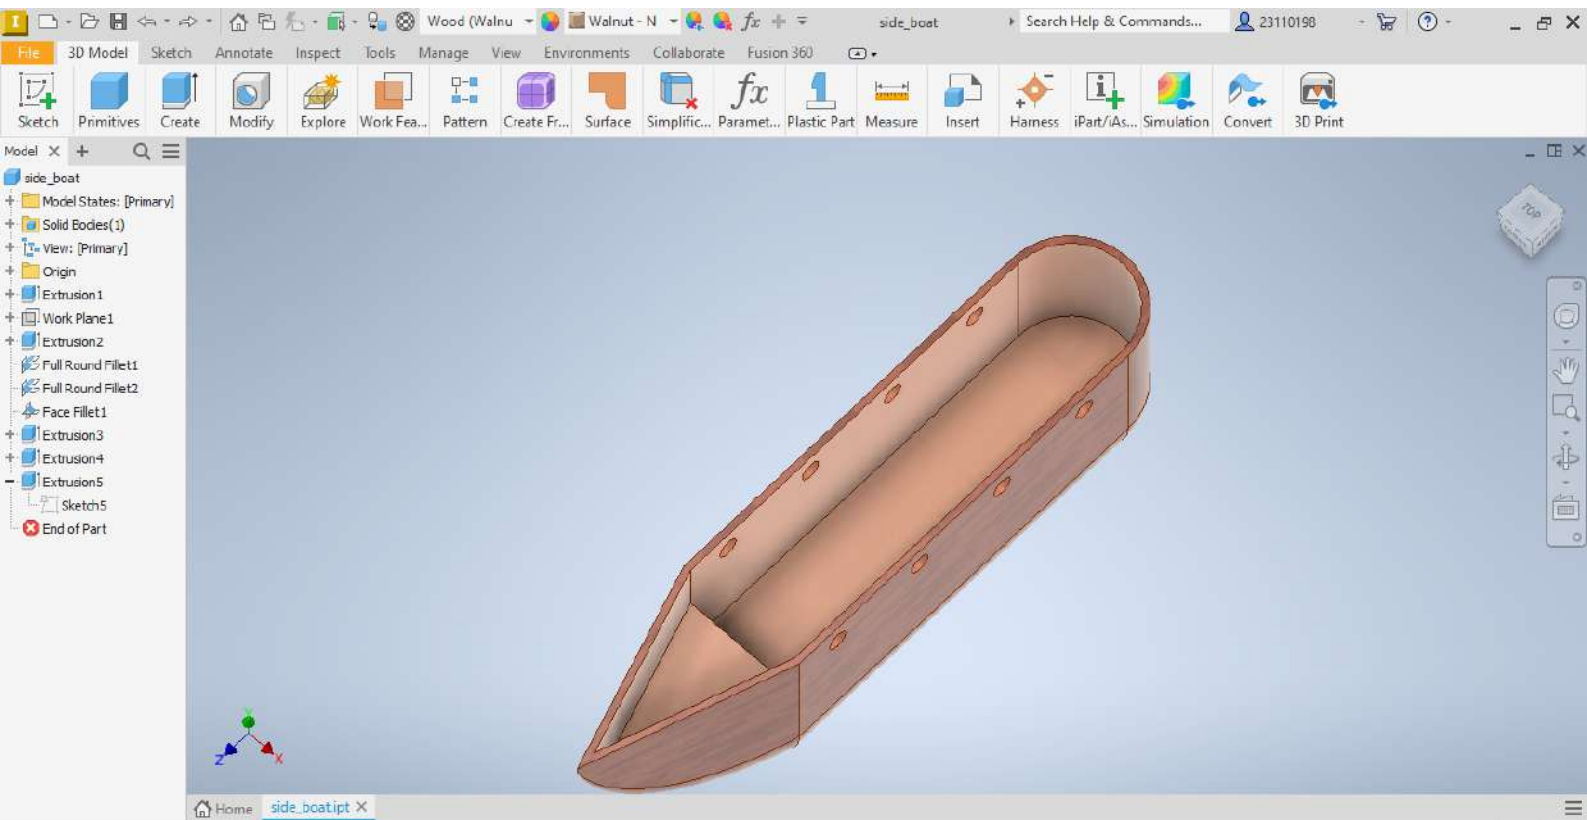 I Wood (Walnu Walnut - N fx side_boat Search Help & Commands... 23110198
File 3D Model Sketch Annotate Inspect Tools Manage View Environments Collaborate Fusion 360
fx 1
Sketch Primitives Create Modify Explore Work Fea... Pattern Create Fr... Surface Simplific... Paramet... Plastic Part Measure Insert Harness iPart/iAs... Simulation Convert 3D Print
Model
side_boat
Model States: [Primary]
Solid Bodies(1)
View: [Primary]
Origin
Extrusion1
Work Plane1
Extrusion2
Full Round Fillet1
Full Round Fillet2
Face Fillet1
Extrusion3
Extrusion4
Extrusion5
Sketch5
End of Part
TOP
Y
Z
X
Home side_boat.ipt